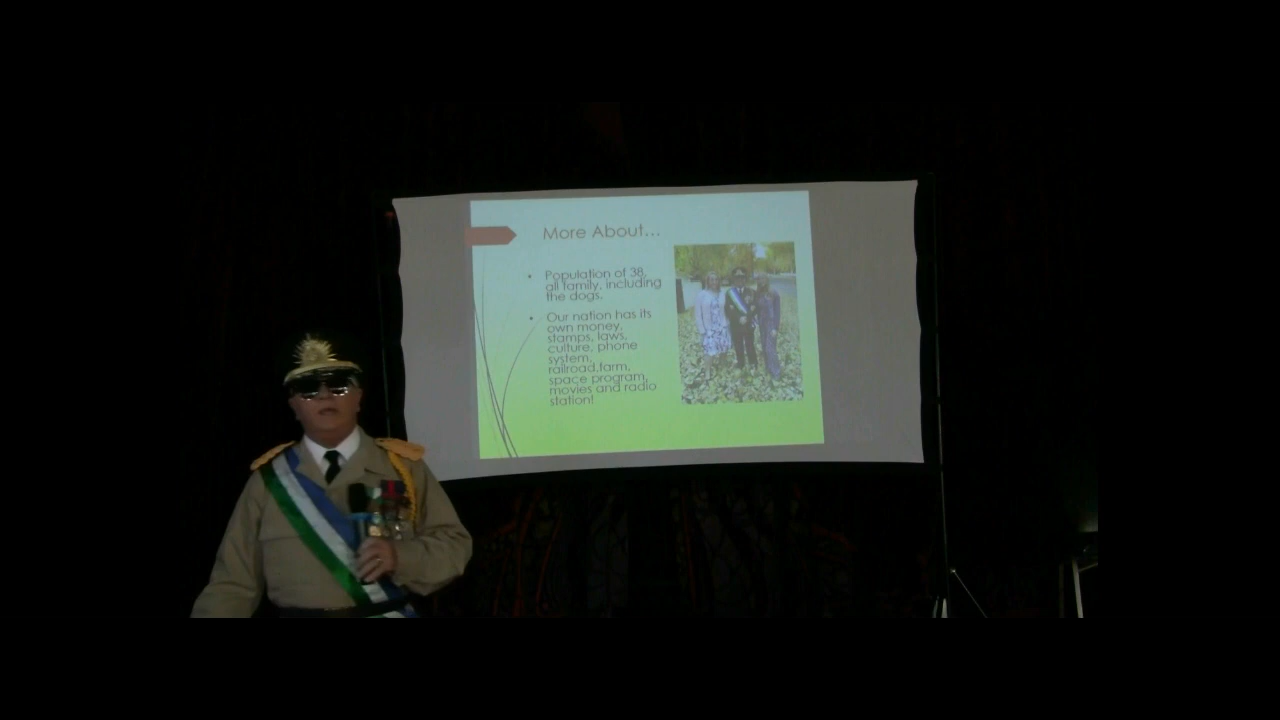 More About...
• Population of 38,
all family, including
the dogs.
• Our nation has its
own money,
stamps, laws,
culture, phone
system,
railroad,farm,
space program,
movies and radio
station!